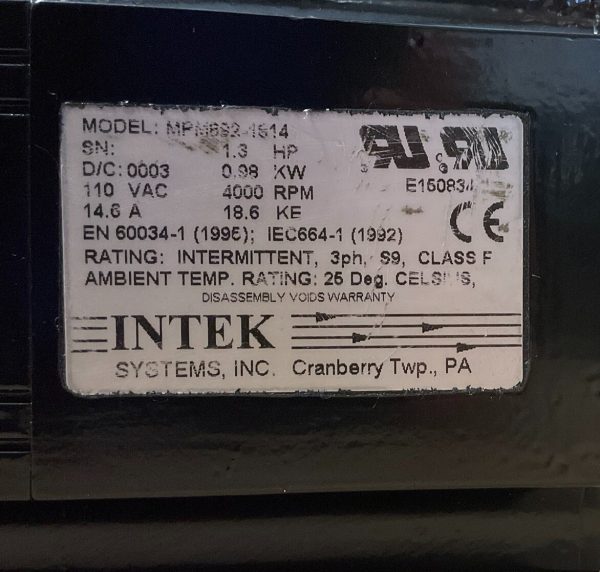 MODEL: MPM892-1614
SN: 1.3 HP
D/C: 0003 0.98 KW
110 VAC 4000 RPM
14.6 A 18.6 KE
E150834
CE
EN 60034-1 (1995); IEC664-1 (1992)
RATING: INTERMITTENT, 3ph, S9, CLASS F
AMBIENT TEMP. RATING: 25 Deg. CELSIUS,
DISASSEMBLY VOIDS WARRANTY
INTEK
SYSTEMS, INC. Cranberry Twp., PA